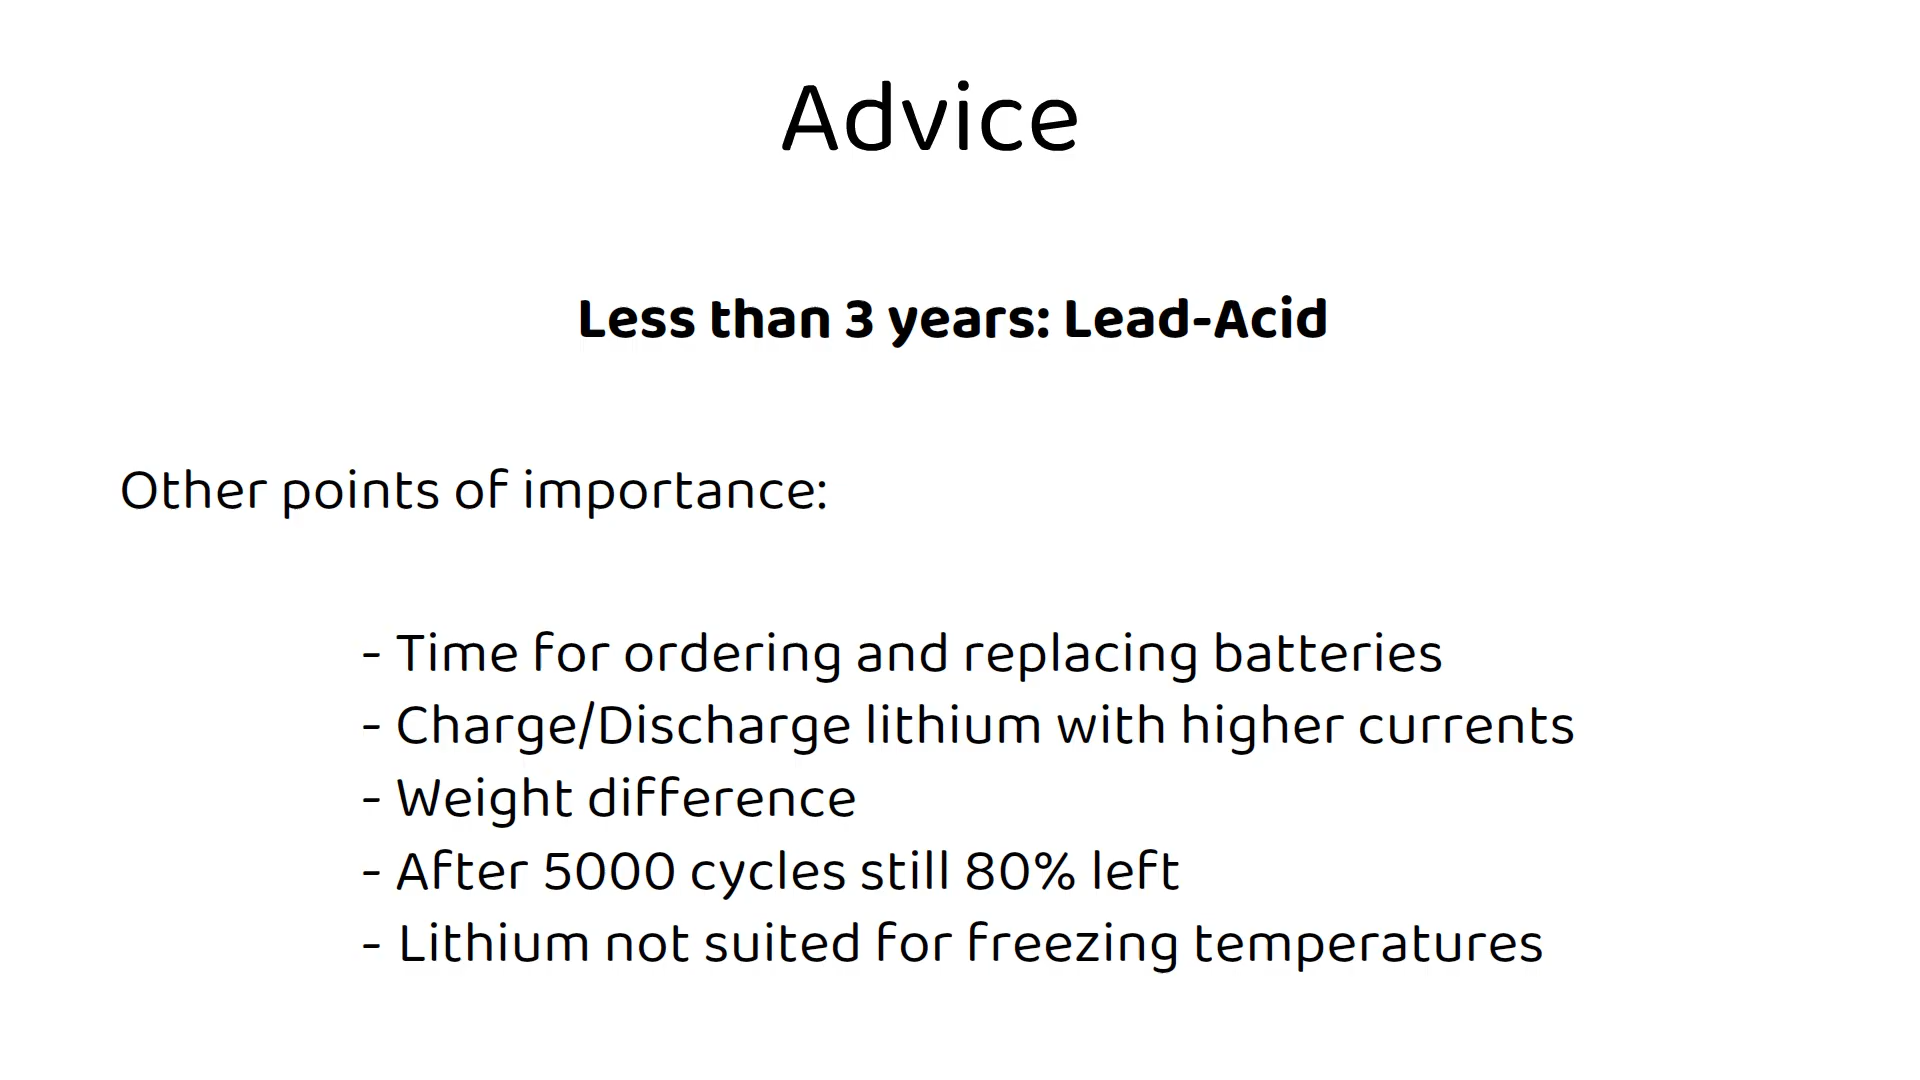 Advice
Less than 3 years: Lead-Acid
Other points of importance:
- Time for ordering and replacing batteries
- Charge/Discharge lithium with higher currents
- Weight difference
- After 5000 cycles still 80% left
- Lithium not suited for freezing temperatures